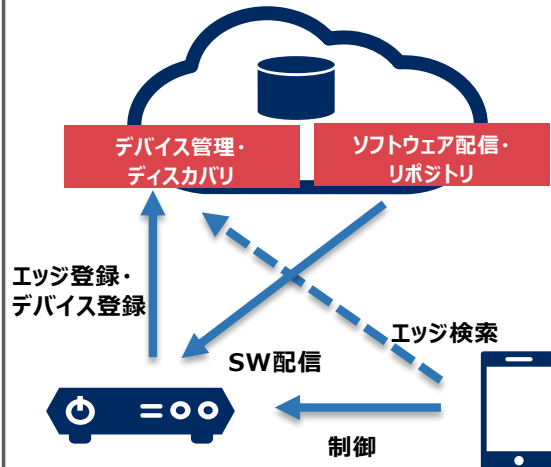 デバイス管理・
ディスカバリ
ソフトウェア配信・
リポジトリ
エッジ登録・
デバイス登録
エッジ検索
SW配信
制御